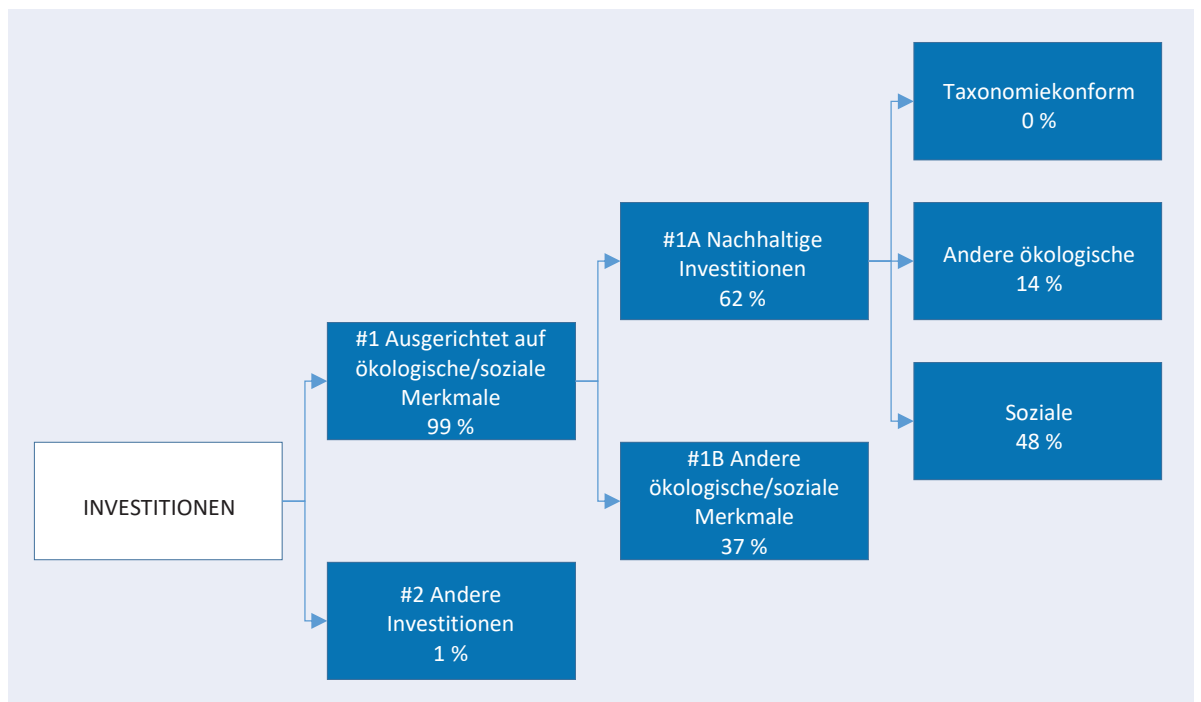 INVESTITIONEN
#1 Ausgerichtet auf
ökologische/soziale
Merkmale
99 %
#2 Andere
Investitionen
1 %
#1A Nachhaltige
Investitionen
62 %
#1B Andere
ökologische/soziale
Merkmale
37 %
Taxonomiekonform
0 %
Andere ökologische
14 %
Soziale
48 %